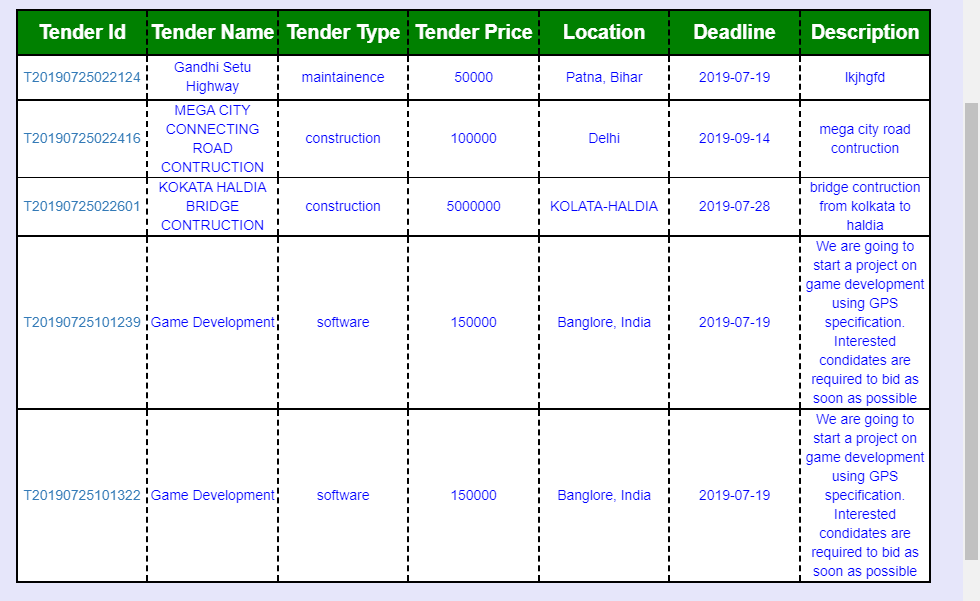 Tender Id Tender Name Tender Type Tender Price Location Deadline Description
T20190725022124
Gandhi Setu
Highway
maintainence
50000
Patna, Bihar
2019-07-19
lkjhgfd
T20190725022416
MEGA CITY
CONNECTING
ROAD
CONTRUCTION
construction
100000
Delhi
2019-09-14
mega city road
contruction
T20190725022601
KOKATA HALDIA
BRIDGE
CONTRUCTION
construction
5000000
KOLATA-HALDIA
2019-07-28
bridge contruction
from kolkata to
haldia
T20190725101239
Game Development
software
150000
Banglore, India
2019-07-19
We are going to
start a project on
game development
using GPS
specification.
Interested
condidates are
required to bid as
soon as possible
T20190725101322
Game Development
software
150000
Banglore, India
2019-07-19
We are going to
start a project on
game development
using GPS
specification.
Interested
condidates are
required to bid as
soon as possible